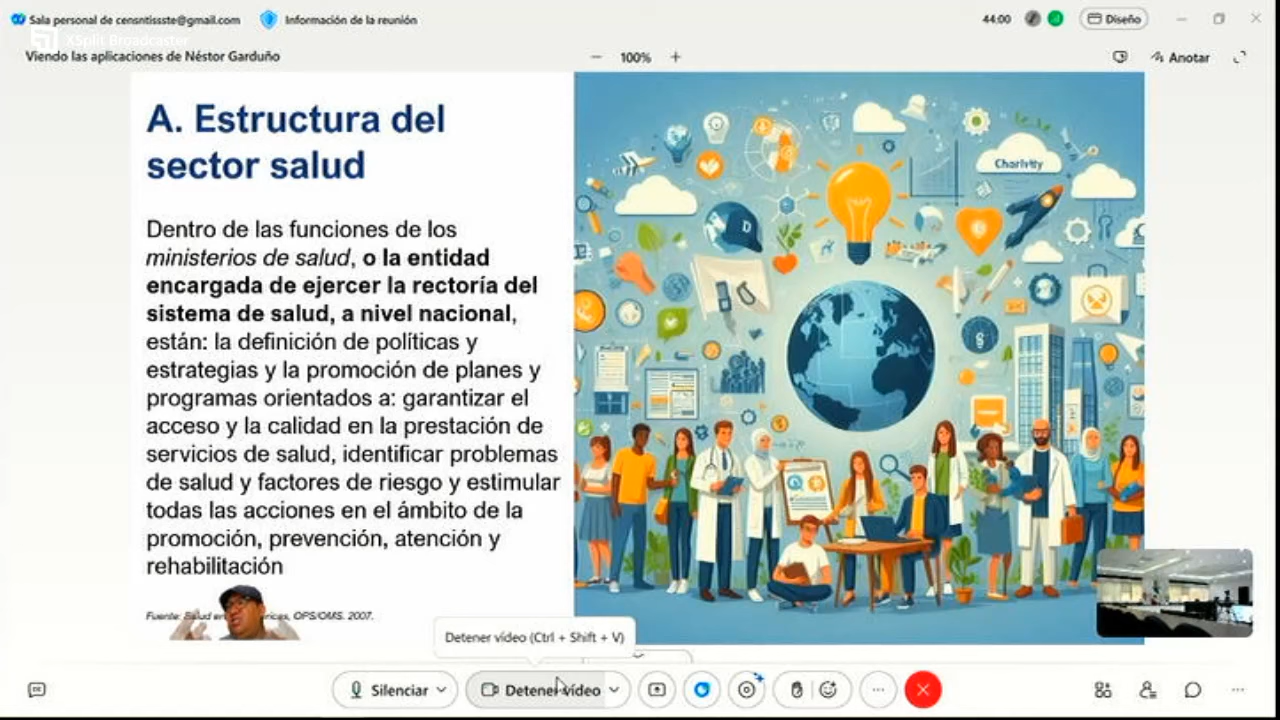 Sala personal de censntissste@gmail.com
Información de la reunión
44:00
Diseño
XSplit Broadcaster
Viendo las aplicaciones de Néstor Garduño
100%
Anotar
A. Estructura del
sector salud
Dentro de las funciones de los
ministerios de salud, o la entidad
encargada de ejercer la rectoría del
sistema de salud, a nivel nacional,
están: la definición de políticas y
estrategias y la promoción de planes y
programas orientados a: garantizar el
acceso y la calidad en la prestación de
servicios de salud, identificar problemas
de salud y factores de riesgo y estimular
todas las acciones en el ámbito de la
promoción, prevención, atención y
rehabilitación
Fuente: Salud en OPS/OMS. 2007.
D
Detener vídeo (Ctrl + Shift + V)
Silenciar
Detener vídeo